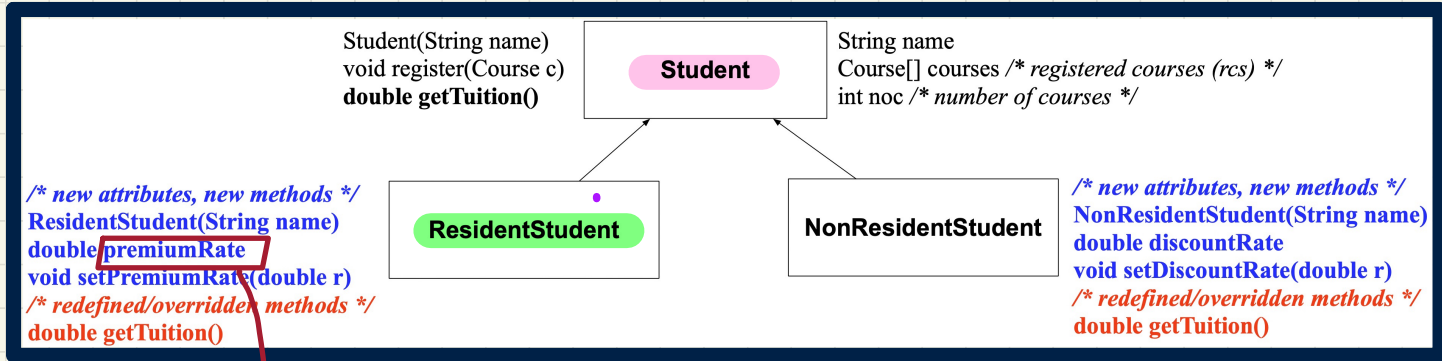 Student(String name)
void register(Course c)
double getTuition()
Student
String name
Course[] courses /* registered courses (rcs) */
int noc /* number of courses */
/* new attributes, new methods */
ResidentStudent(String name)
double premiumRate
void setPremiumRate(double r)
/* redefined/overridden methods */
double getTuition()
ResidentStudent
NonResidentStudent
/* new attributes, new methods */
NonResidentStudent(String name)
double discountRate
void setDiscountRate(double r)
/* redefined/overridden methods */
double getTuition()